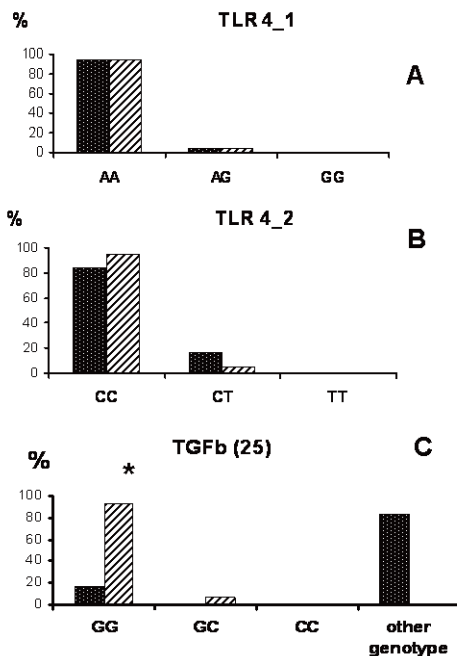 % TLR 4_1
100
80
60
40
20
0
A
AA AG GG
% TLR 4_2
100
80
60
40
20
0
B
CC CT TT
TGFb (25) C
%
*
100
80
60
40
20
0
GG GC CC other
genotype